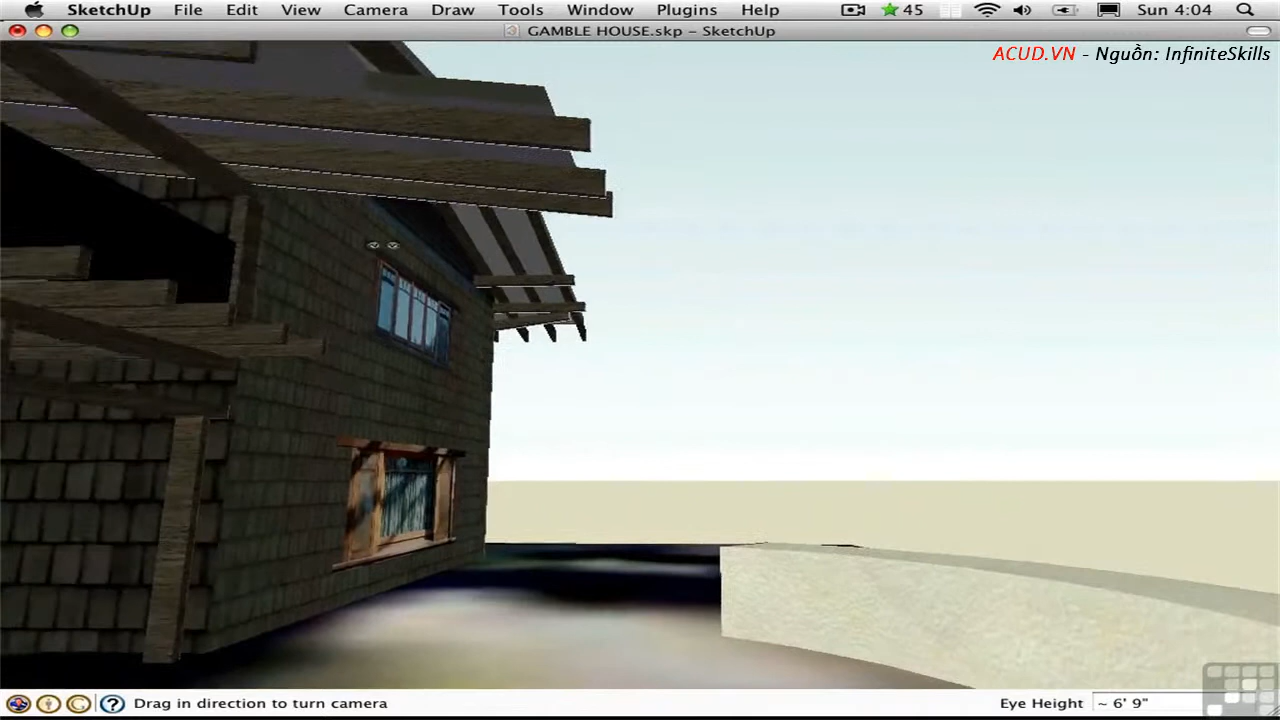 SketchUp File Edit View Camera Draw Tools Window Plugins Help 45 Sun 4:04
GAMBLE HOUSE.skp – SketchUp
ACUD.VN - Nguồn: InfiniteSkills
Drag in direction to turn camera Eye Height ~ 6' 9"